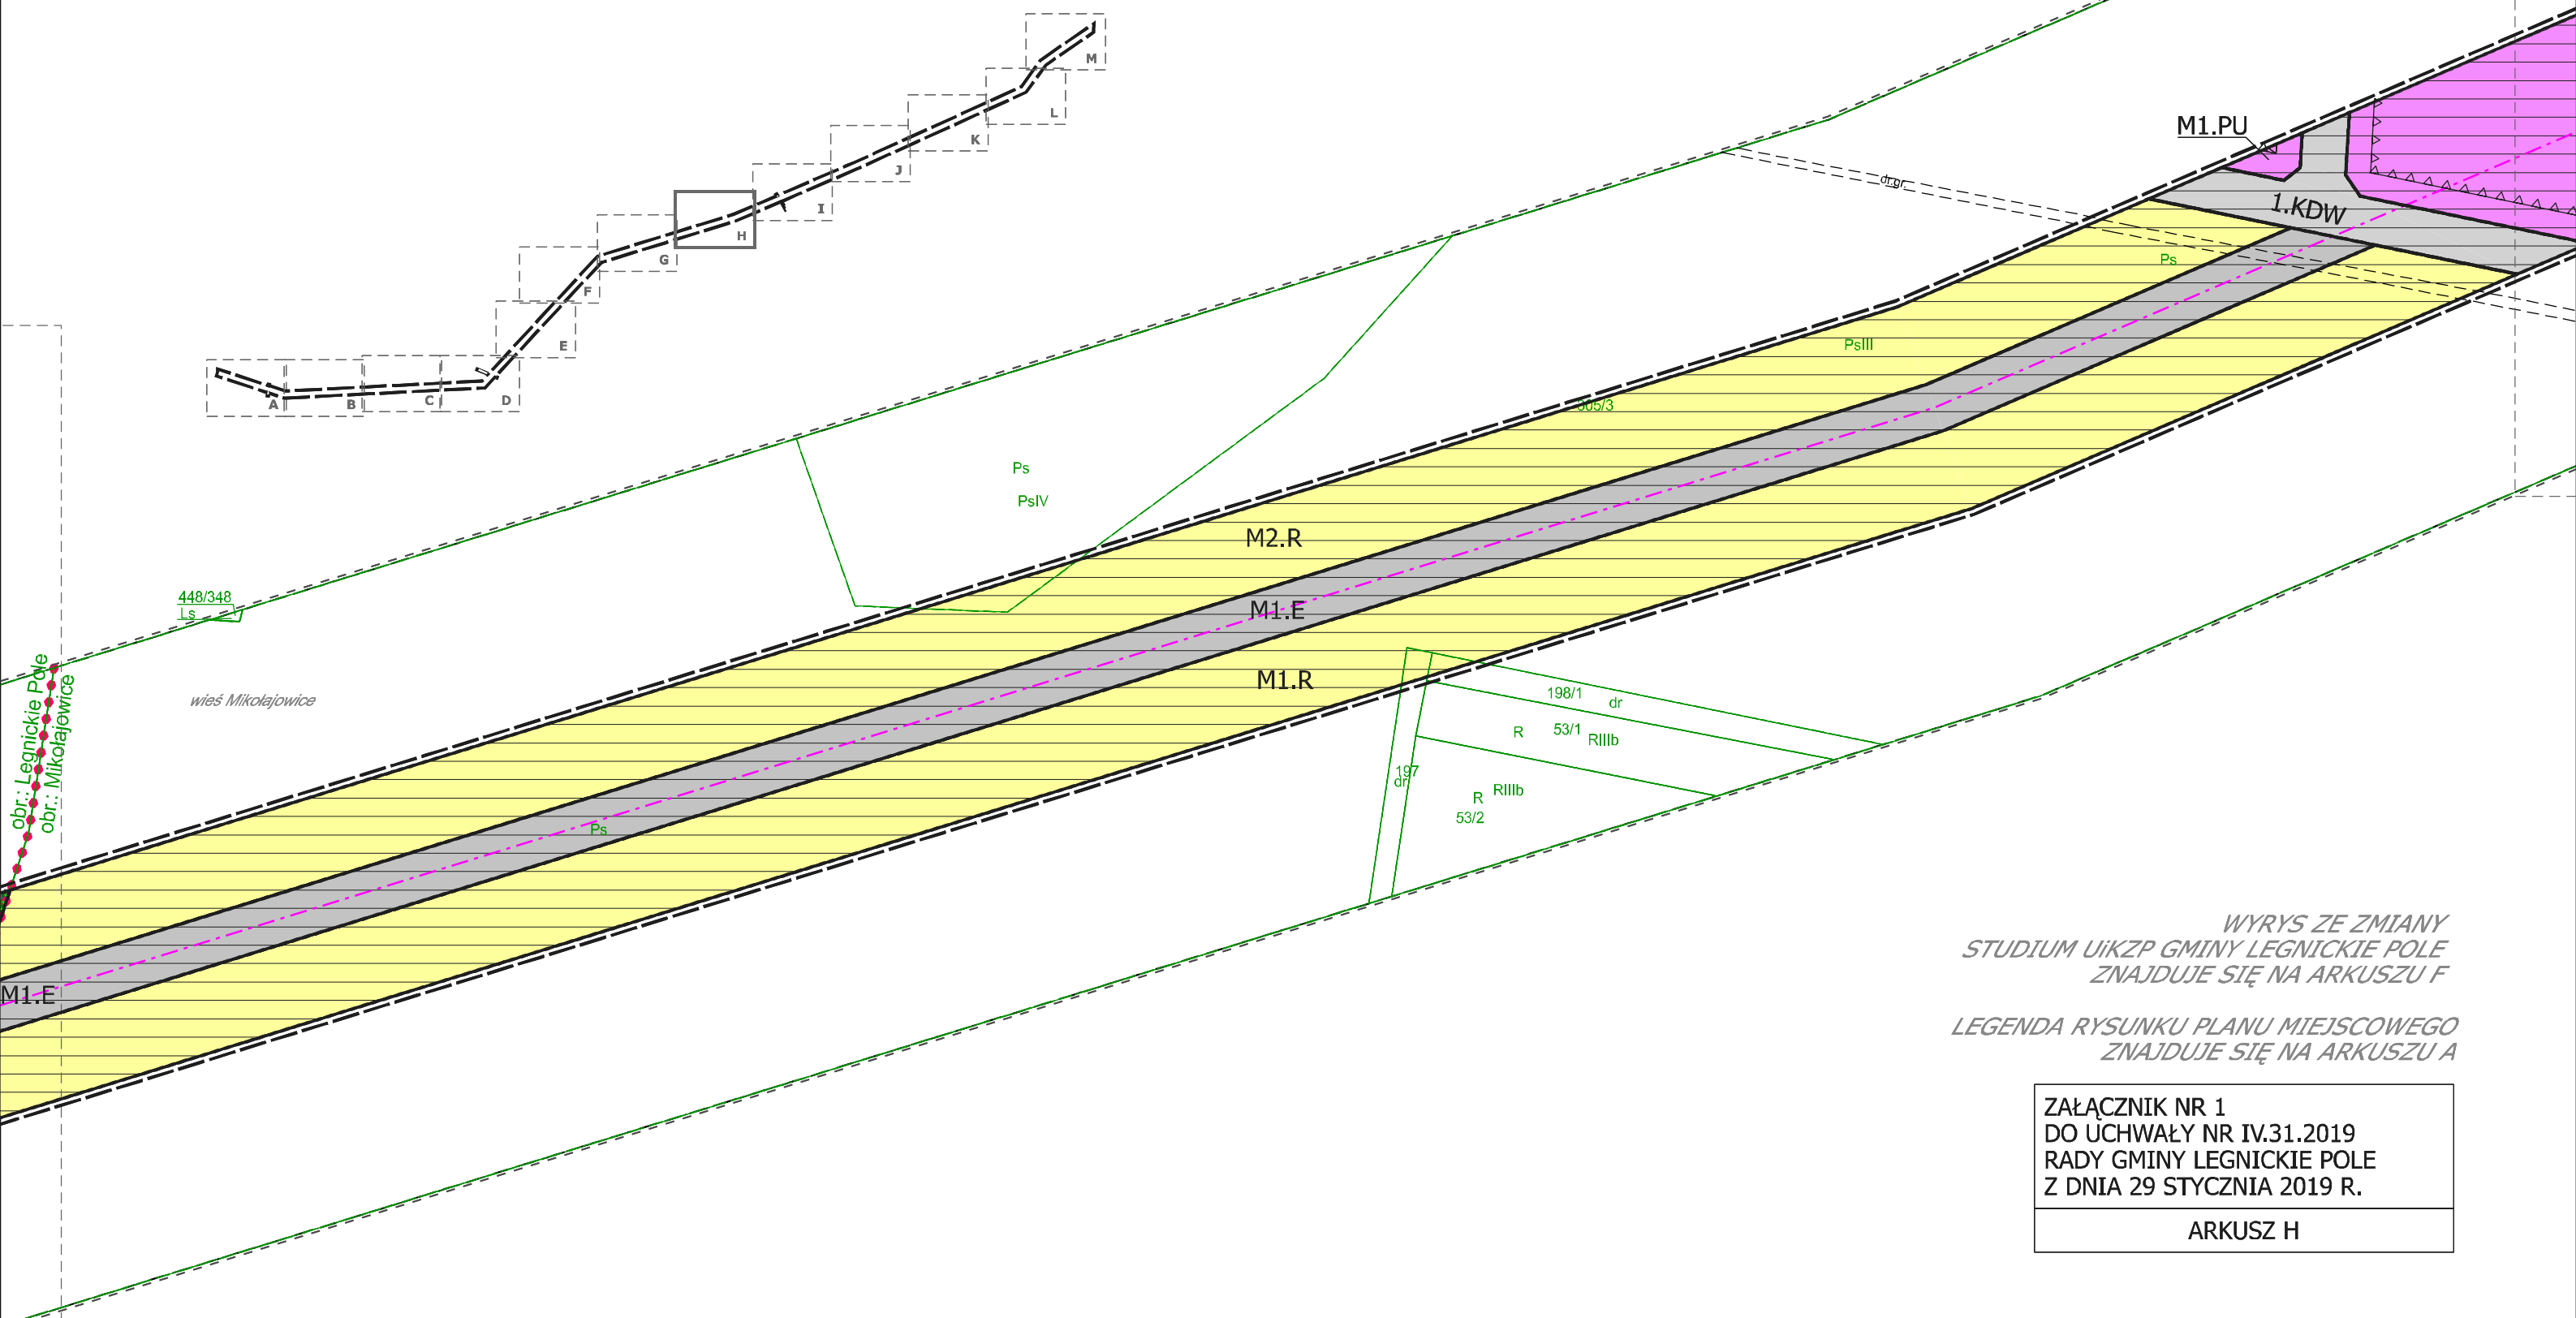 M
L
K
J
I
H
G
F
E
D
C
B
A
M1.PU
dr.gr.
1.KDW
Ps
PsIII
305/3
Ps
PsIV
M2.R
M1.E
M1.R
448/348
Ls
obr.: Legnickie Pole
obr.: Mikołajowice
wieś Mikołajowice
198/1
dr
53/1
R
RIIIb
197
dr
RIIIb
R
53/2
Ps
M1.E
WYRYS ZE ZMIANY
STUDIUM UiKZP GMINY LEGNICKIE POLE
ZNAJDUJE SIĘ NA ARKUSZU F
LEGENDA RYSUNKU PLANU MIEJSCOWEGO
ZNAJDUJE SIĘ NA ARKUSZU A
ZAŁĄCZNIK NR 1
DO UCHWAŁY NR IV.31.2019
RADY GMINY LEGNICKIE POLE
Z DNIA 29 STYCZNIA 2019 R.
ARKUSZ H